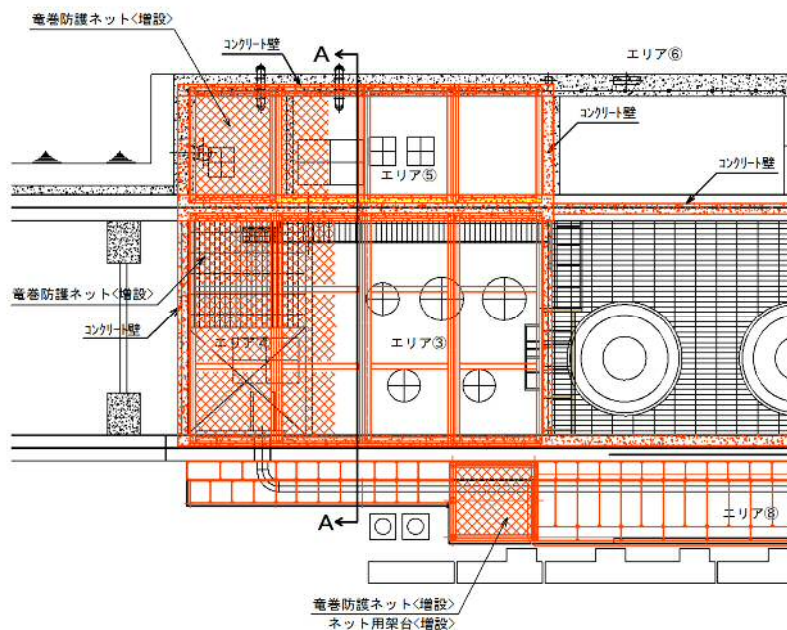 竜巻防護ネット<増設>
コンクリート壁
A
エリア⑥
コンクリート壁
エリア⑤
コンクリート壁
竜巻防護ネット<増設>
コンクリート壁
エリア④
エリア③
A
エリア⑧
竜巻防護ネット<増設>
ネット用架台<増設>